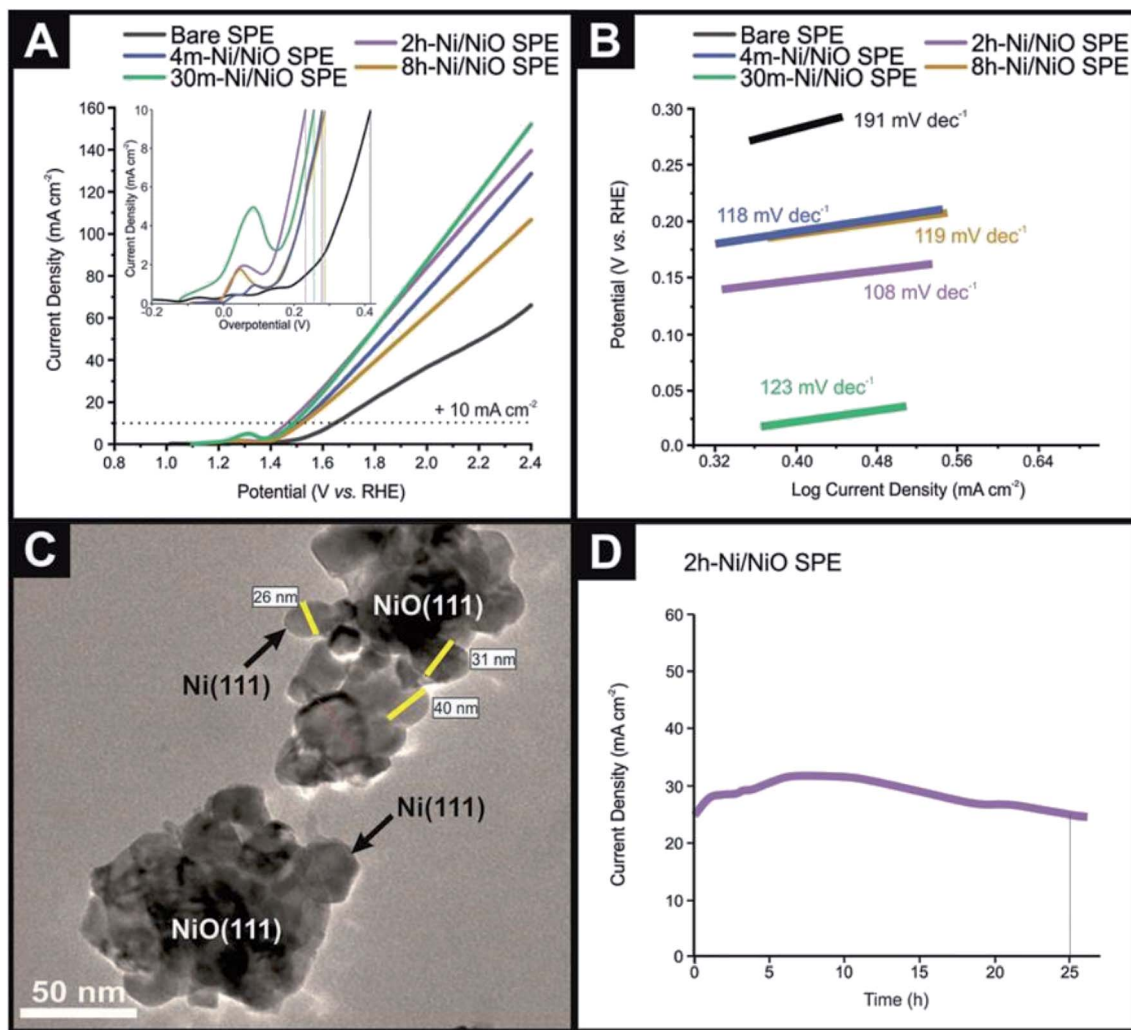 A
Bare SPE
4m-Ni/NiO SPE
30m-Ni/NiO SPE
2h-Ni/NiO SPE
8h-Ni/NiO SPE
160
140
120
100
80
60
40
20
0
Current Density (mA cm⁻²)
10
8
6
4
2
0
Current Density (mA cm⁻²)
-0.2
0.0
0.2
0.4
Overpotential (V)
+ 10 mA cm⁻²
0.8
1.0
1.2
1.4
1.6
1.8
2.0
2.2
2.4
Potential (V vs. RHE)
B
Bare SPE
4m-Ni/NiO SPE
30m-Ni/NiO SPE
2h-Ni/NiO SPE
8h-Ni/NiO SPE
0.30
0.25
0.20
0.15
0.10
0.05
0.0
Potential (V vs. RHE)
191 mV dec⁻¹
118 mV dec⁻¹
119 mV dec⁻¹
108 mV dec⁻¹
123 mV dec⁻¹
0.32
0.40
0.48
0.56
0.64
Log Current Density (mA cm⁻²)
C
26 nm
NiO(111)
31 nm
Ni(111)
40 nm
Ni(111)
NiO(111)
50 nm
D
2h-Ni/NiO SPE
60
50
40
30
20
10
0
Current Density (mA cm⁻²)
0
5
10
15
20
25
Time (h)